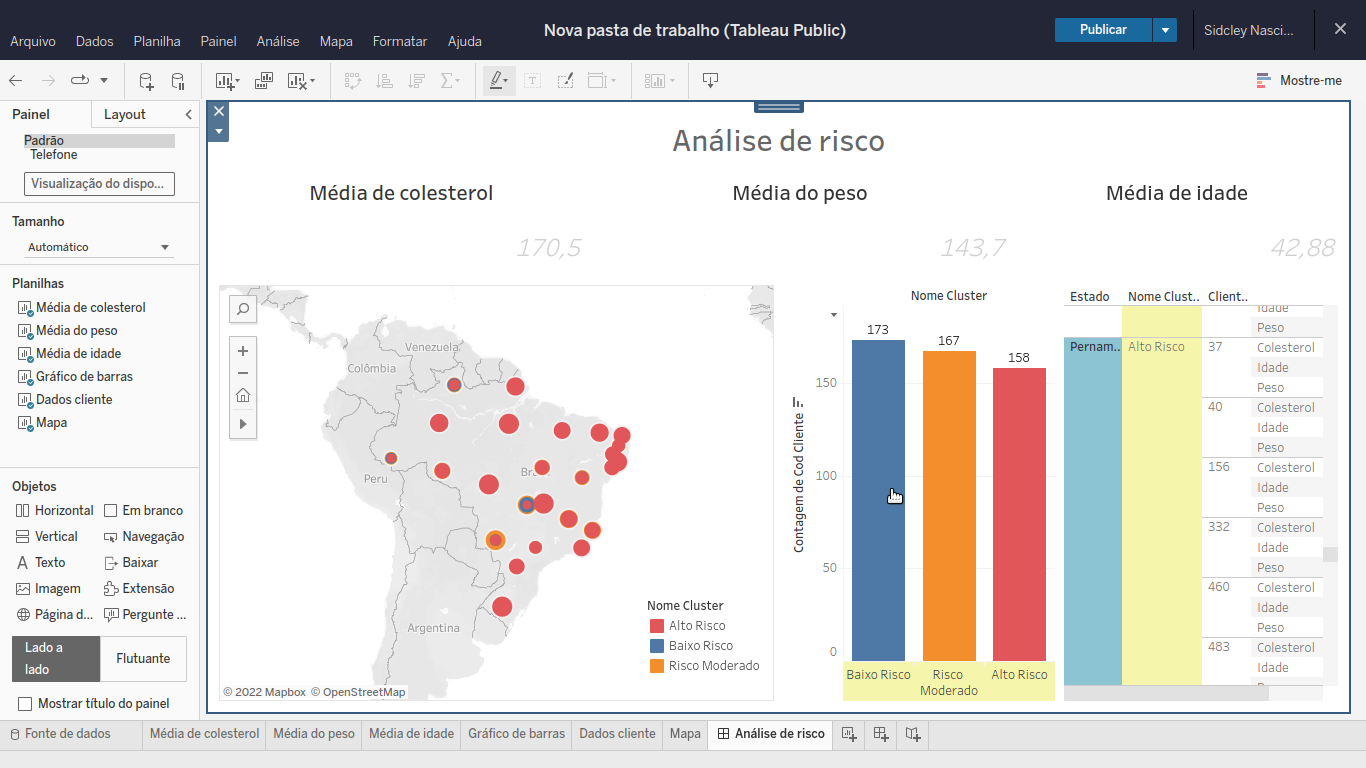 Nova pasta de trabalho (Tableau Public)
Publicar
Sidcley Nasci...
Arquivo Dados Planilha Painel Análise Mapa Formatar Ajuda
Mostre-me
Painel Layout
Padrão
Telefone
Visualização do dispo...
Tamanho
Automático
Planilhas
Média de colesterol
Média do peso
Média de idade
Gráfico de barras
Dados cliente
Mapa
Objetos
Horizontal Em branco
Vertical Navegação
Texto Baixar
Imagem Extensão
Página d... Pergunte ...
Lado a
lado
Flutuante
Mostrar título do painel
Análise de risco
Média de colesterol
Média do peso
Média de idade
170,5
143,7
42,88
Venezuela
Colômbia
Peru
Argentina
Nome Cluster
Alto Risco
Baixo Risco
Risco Moderado
© 2022 Mapbox © OpenStreetMap
Nome Cluster
Contagem de Cod Cliente
150
100
50
0
173
167
158
Baixo Risco
Risco
Moderado
Alto Risco
Estado Nome Clust.. Client..
Idade
Peso
Pernam.. Alto Risco 37 Colesterol
Idade
Peso
40 Colesterol
Idade
Peso
156 Colesterol
Idade
Peso
332 Colesterol
Idade
Peso
460 Colesterol
Idade
Peso
483 Colesterol
Idade
Fonte de dados Média de colesterol Média do peso Média de idade Gráfico de barras Dados cliente Mapa Análise de risco